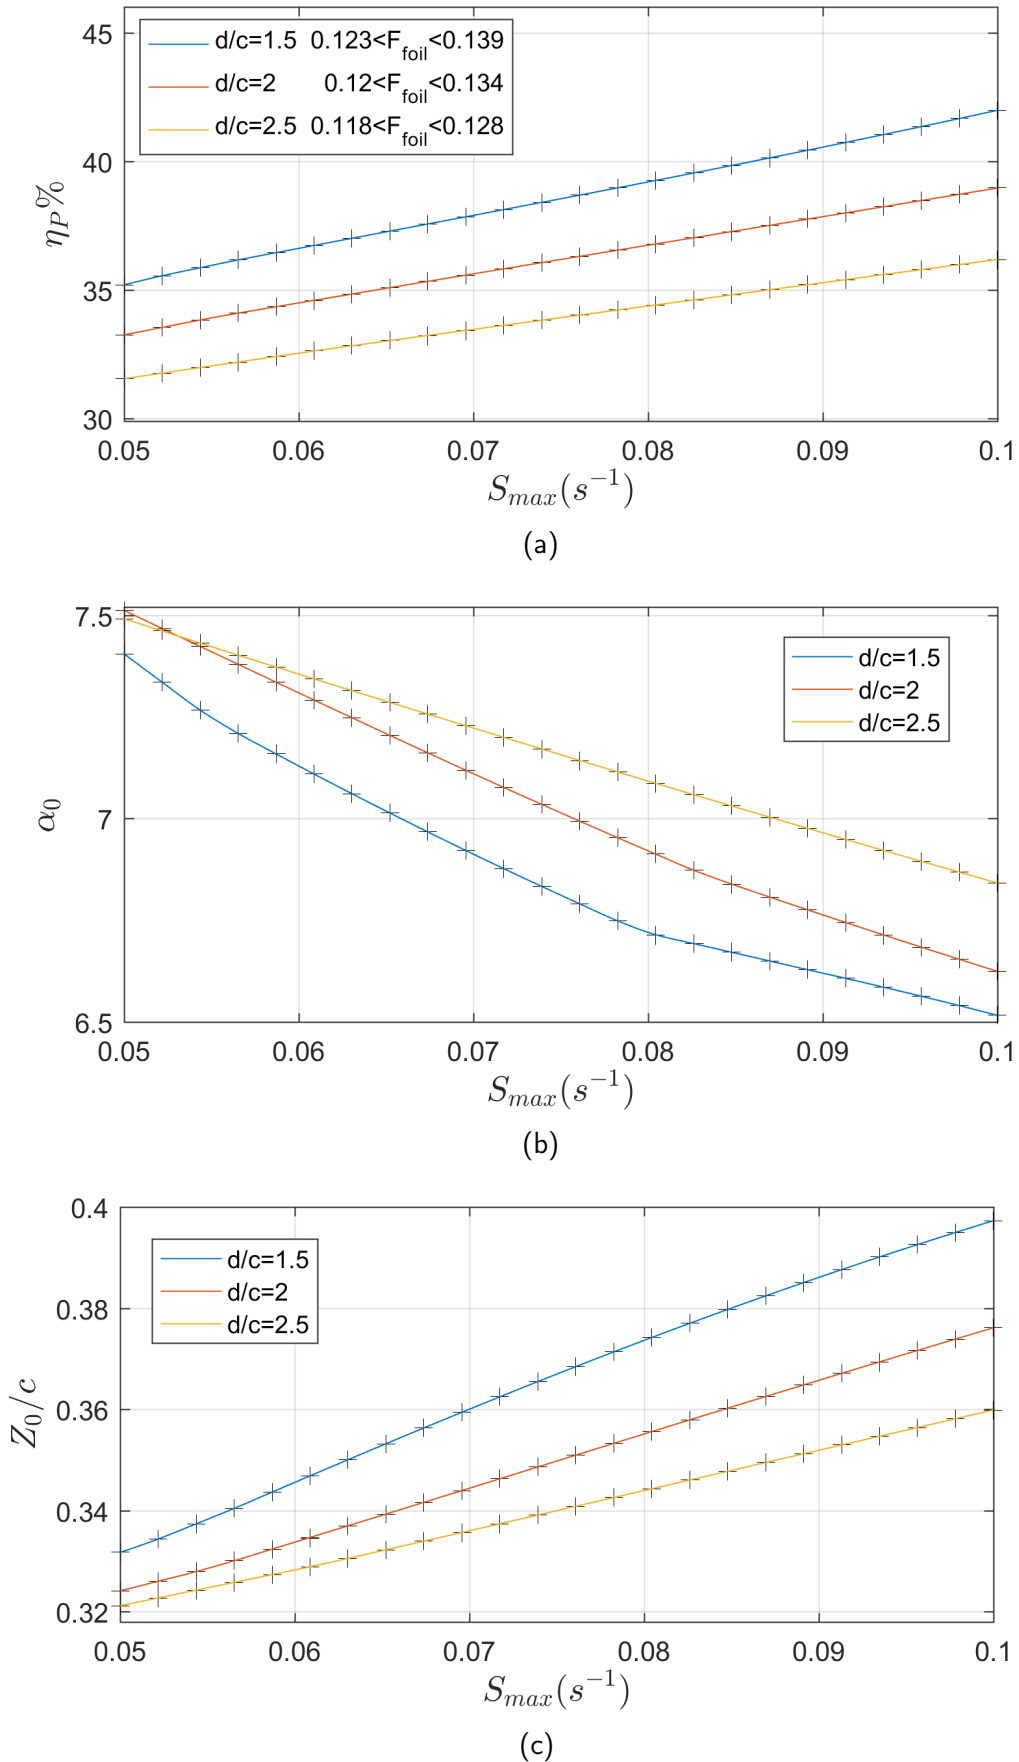 45
40
35
30
η_P%
d/c=1.5 0.123<F_foil<0.139
d/c=2 0.12<F_foil<0.134
d/c=2.5 0.118<F_foil<0.128
0.05 0.06 0.07 0.08 0.09 0.1
S_max(s⁻¹)
(a)
7.5
7
6.5
α₀
d/c=1.5
d/c=2
d/c=2.5
0.05 0.06 0.07 0.08 0.09 0.1
S_max(s⁻¹)
(b)
0.4
0.38
0.36
0.34
0.32
Z₀/c
d/c=1.5
d/c=2
d/c=2.5
0.05 0.06 0.07 0.08 0.09 0.1
S_max(s⁻¹)
(c)